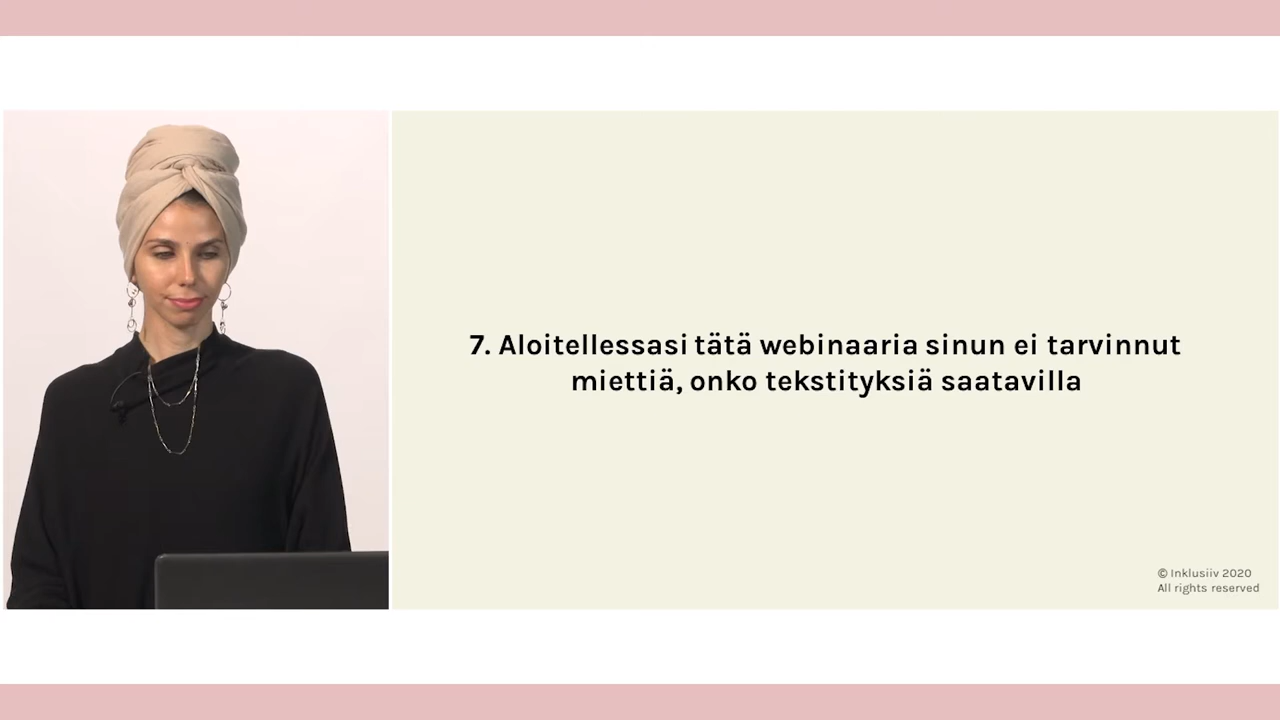 7. Aloitellessasi tätä webinaaria sinun ei tarvinnut
miettiä, onko tekstityksiä saatavilla
© Inklusiiv 2020
All rights reserved